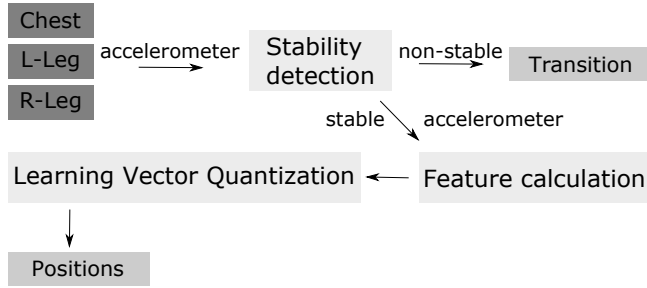 Chest
L-Leg
R-Leg
accelerometer
Stability
detection
non-stable
Transition
stable
accelerometer
Feature calculation
Learning Vector Quantization
Positions